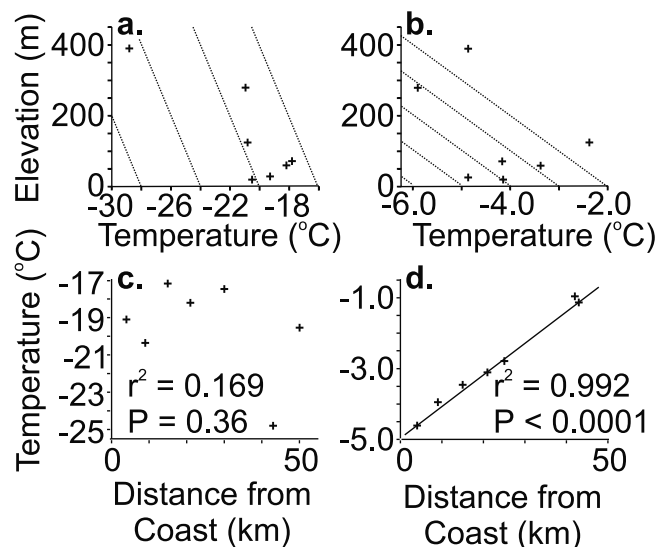 a.
Elevation (m)
400
200
0
-30
-26
-22
-18
Temperature (°C)
b.
400
200
0
-6.0
-4.0
-2.0
Temperature (°C)
c.
Temperature (°C)
-17
-19
-21
-23
-25
r² = 0.169
P = 0.36
0
50
Distance from
Coast (km)
d.
-1.0
-3.0
-5.0
r² = 0.992
P < 0.0001
0
50
Distance from
Coast (km)